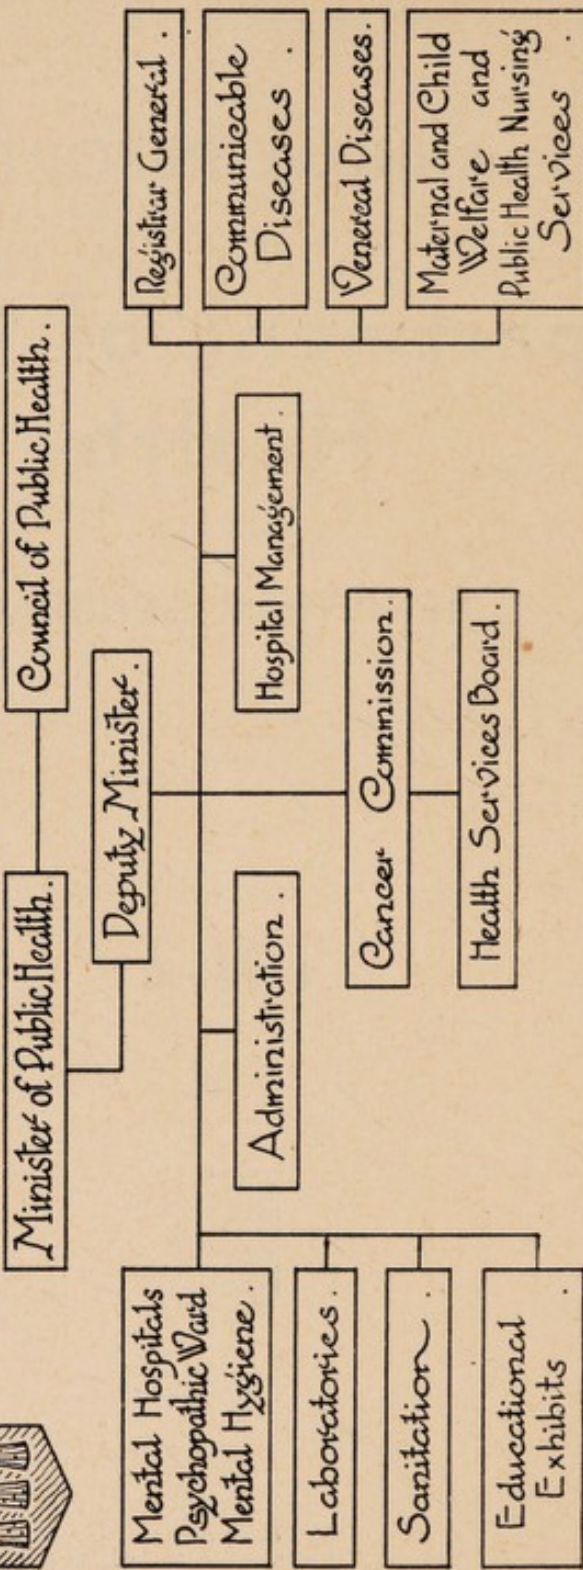 Minister of Public Health.
Council of Public Health.
Deputy Minister.
Mental Hospitals
Psychopathic Ward
Mental Hygiene.
Laboratories.
Sanitation.
Educational
Exhibits.
Administration.
Hospital Management.
Cancer Commission.
Health Services Board.
Registrar General.
Communicable
Diseases.
Venereal Diseases.
Maternal and Child
Welfare and
Public Health Nursing
Services.